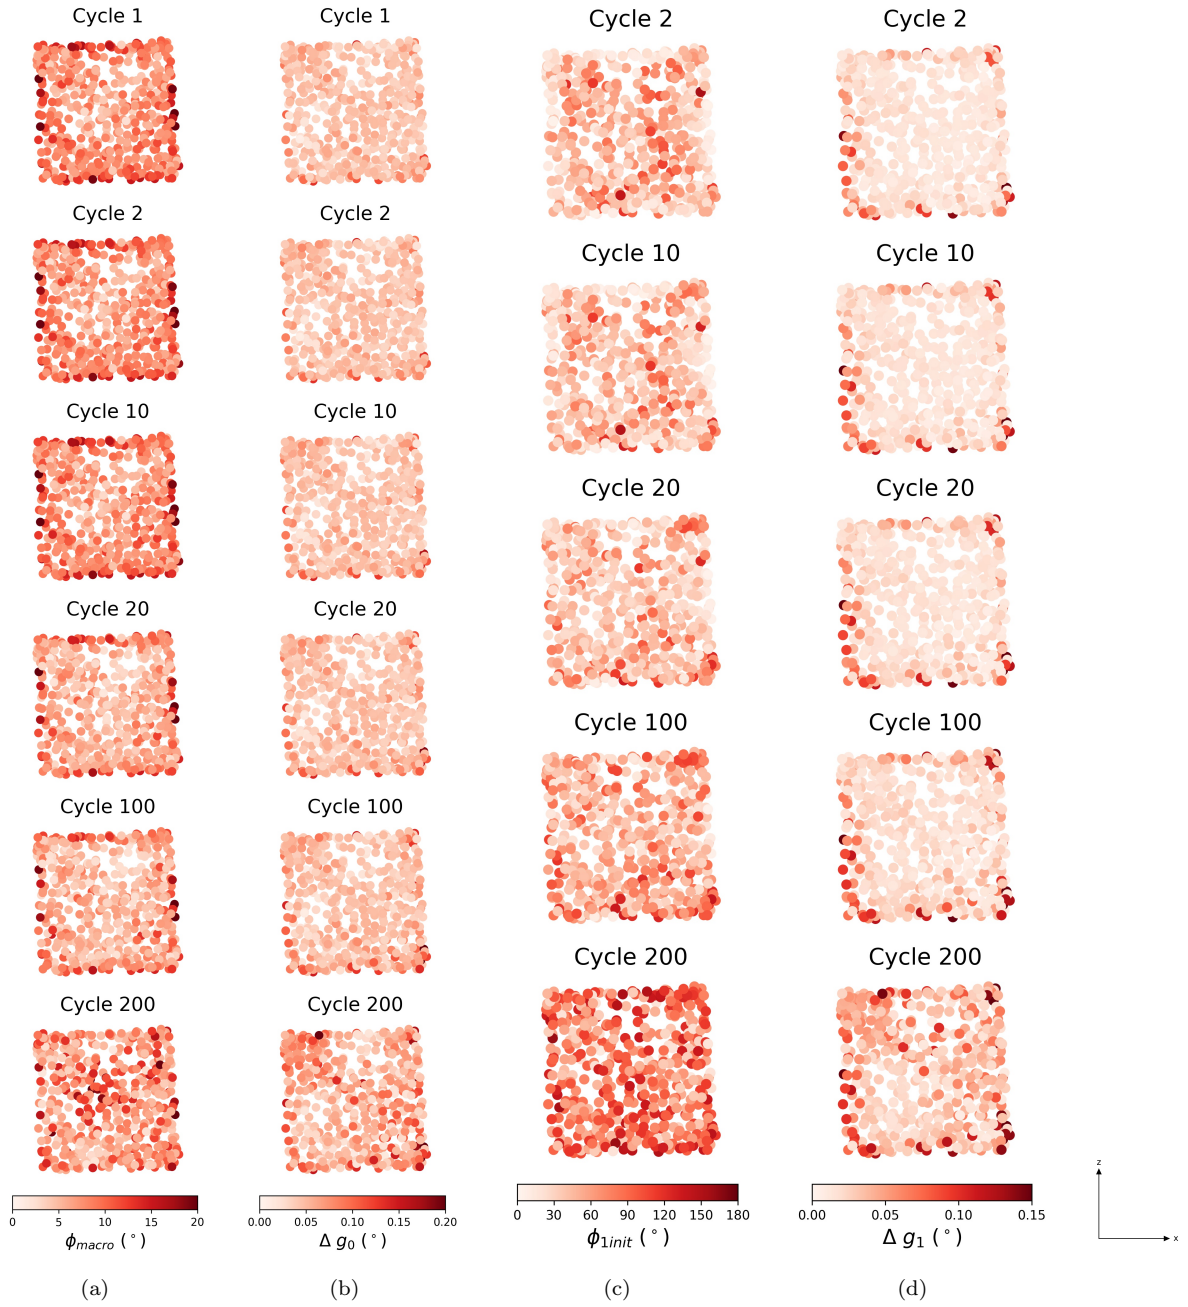 Cycle 1
Cycle 2
Cycle 10
Cycle 20
Cycle 100
Cycle 200
0 5 10 15 20
ϕmacro (°)
(a)
Cycle 1
Cycle 2
Cycle 10
Cycle 20
Cycle 100
Cycle 200
0.00 0.05 0.10 0.15 0.20
Δ g0 (°)
(b)
Cycle 2
Cycle 10
Cycle 20
Cycle 100
Cycle 200
0 30 60 90 120 150 180
ϕ1init (°)
(c)
Cycle 2
Cycle 10
Cycle 20
Cycle 100
Cycle 200
0.00 0.05 0.10 0.15
Δ g1 (°)
(d)
z
x